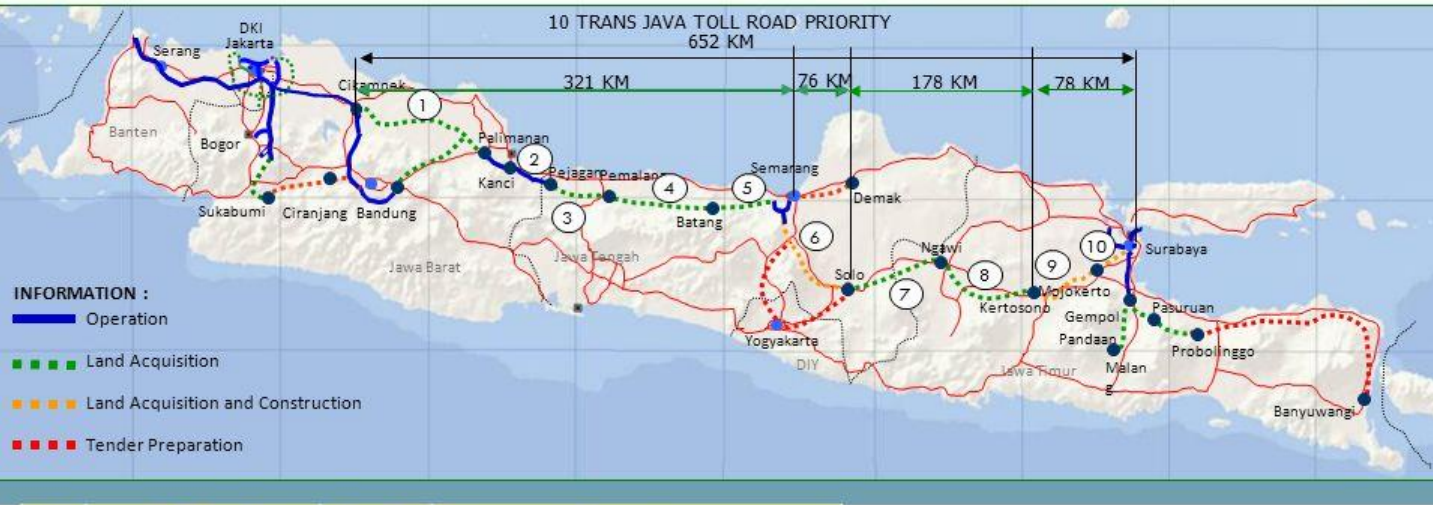 10 TRANS JAVA TOLL ROAD PRIORITY
652 KM
321 KM
76 KM
178 KM
78 KM
Serang
DKI
Jakarta
Cikampek
1
Banten
Bogor
Palimanan
2
Kanci
Pejagan
Pemalang
4
5
Semarang
Demak
Sukabumi
Ciranjang
Bandung
3
Batang
6
Jawa Barat
Jawa Tangah
Solo
Ngawi
7
8
9
10
Surabaya
Kertosono
Mojokerto
Gempol
Pasuruan
Yogyakarta
DIY
Pandaan
Probolinggo
Jawa Timur
Malan
g
Banyuwangi
INFORMATION :
Operation
Land Acquisition
Land Acquisition and Construction
Tender Preparation